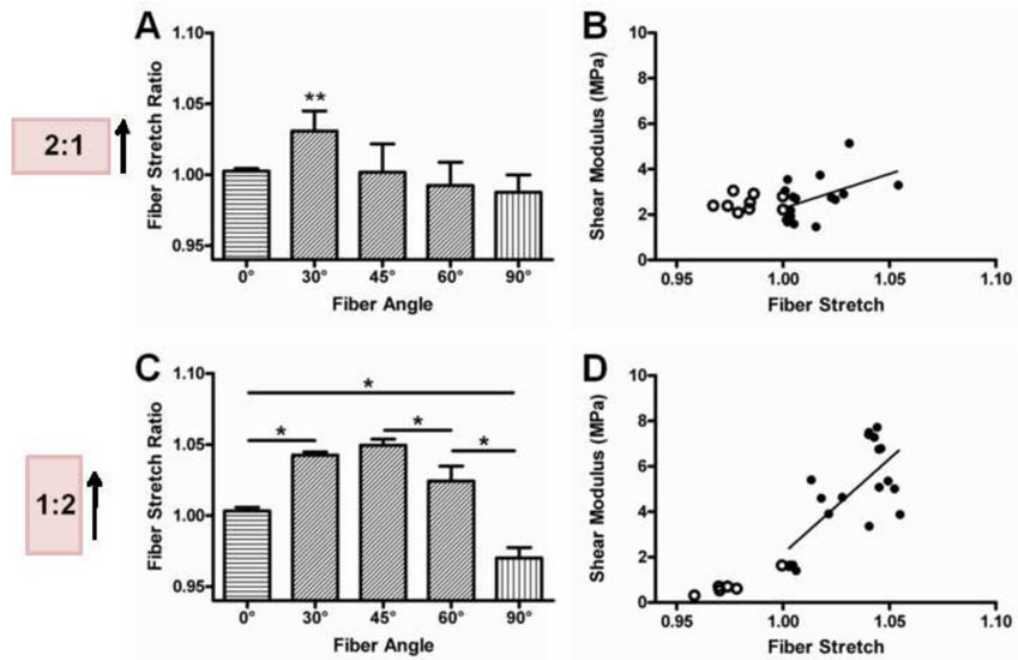 A
B
2:1
Fiber Stretch Ratio
1.10
1.05
1.00
0.95
**
0° 30° 45° 60° 90°
Fiber Angle
Shear Modulus (MPa)
10
8
6
4
2
0
0.95 1.00 1.05 1.10
Fiber Stretch
C
D
1:2
Fiber Stretch Ratio
1.10
1.05
1.00
0.95
*
*
*
*
0° 30° 45° 60° 90°
Fiber Angle
Shear Modulus (MPa)
10
8
6
4
2
0
0.95 1.00 1.05 1.10
Fiber Stretch